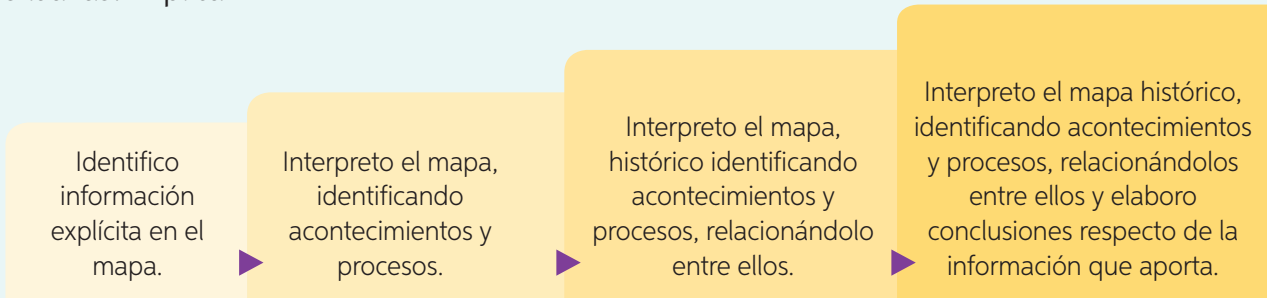 Identifico
información
explícita en el
mapa.
Interpreto el mapa,
identificando
acontecimientos y
procesos.
Interpreto el mapa,
histórico identificando
acontecimientos y
procesos, relacionándolo
entre ellos.
Interpreto el mapa histórico,
identificando acontecimientos
y procesos, relacionándolos
entre ellos y elaboro
conclusiones respecto de la
información que aporta.